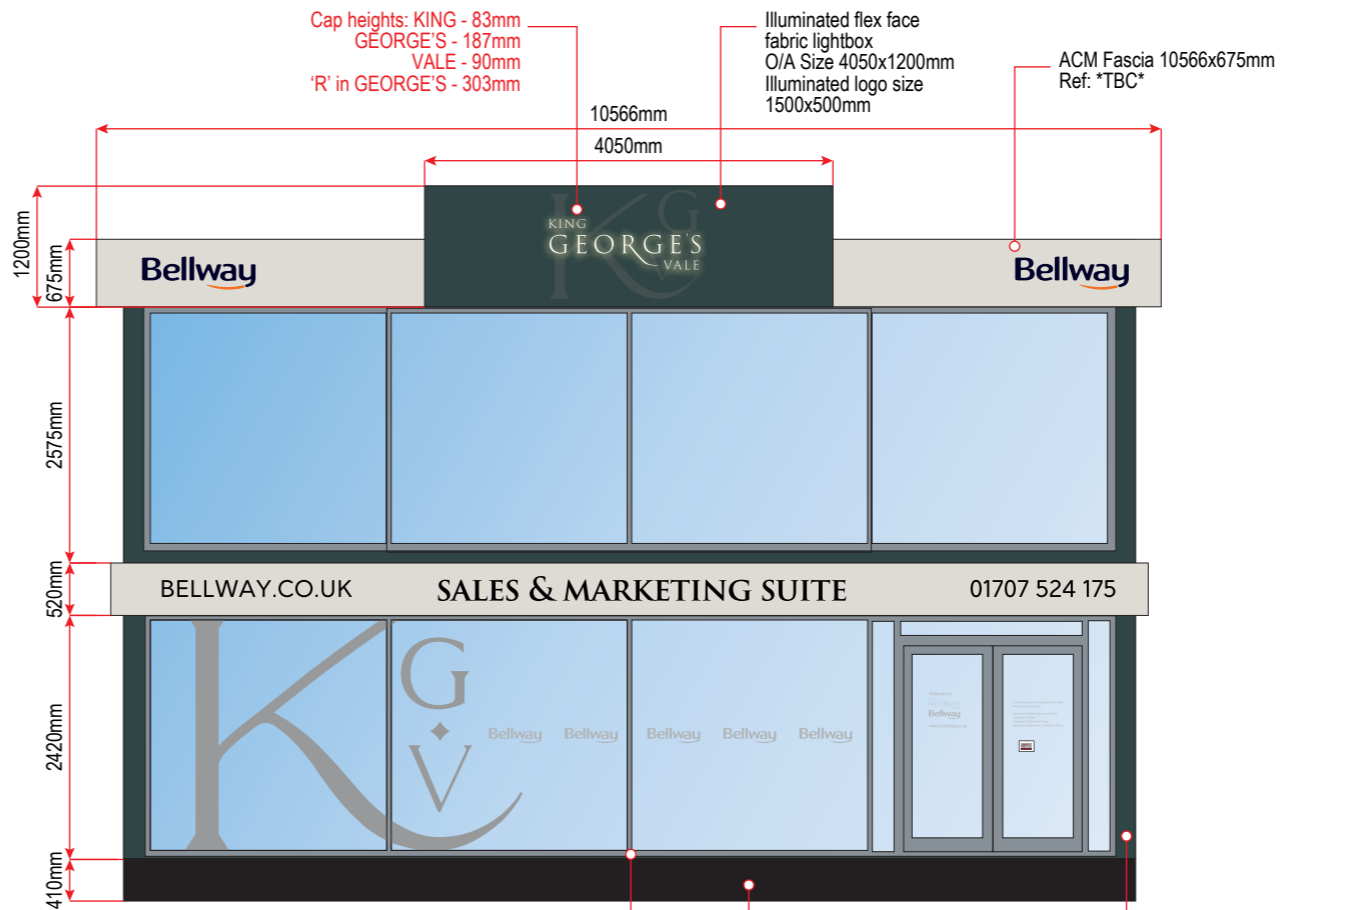 Cap heights: KING - 83mm
GEORGE'S - 187mm
VALE - 90mm
‘R’ in GEORGE’S - 303mm
Illuminated flex face
fabric lightbox
O/A Size 4050x1200mm
Illuminated logo size
1500x500mm
ACM Fascia 10566x675mm
Ref: *TBC*
10566mm
4050mm
1200mm
675mm
K G V
KING
GEORGE'S
VALE
Bellway
Bellway
2575mm
520mm
BELLWAY.CO.UK
SALES & MARKETING SUITE
01707 524 175
2420mm
K
G
V
Bellway Bellway Bellway Bellway Bellway
Bellway
410mm